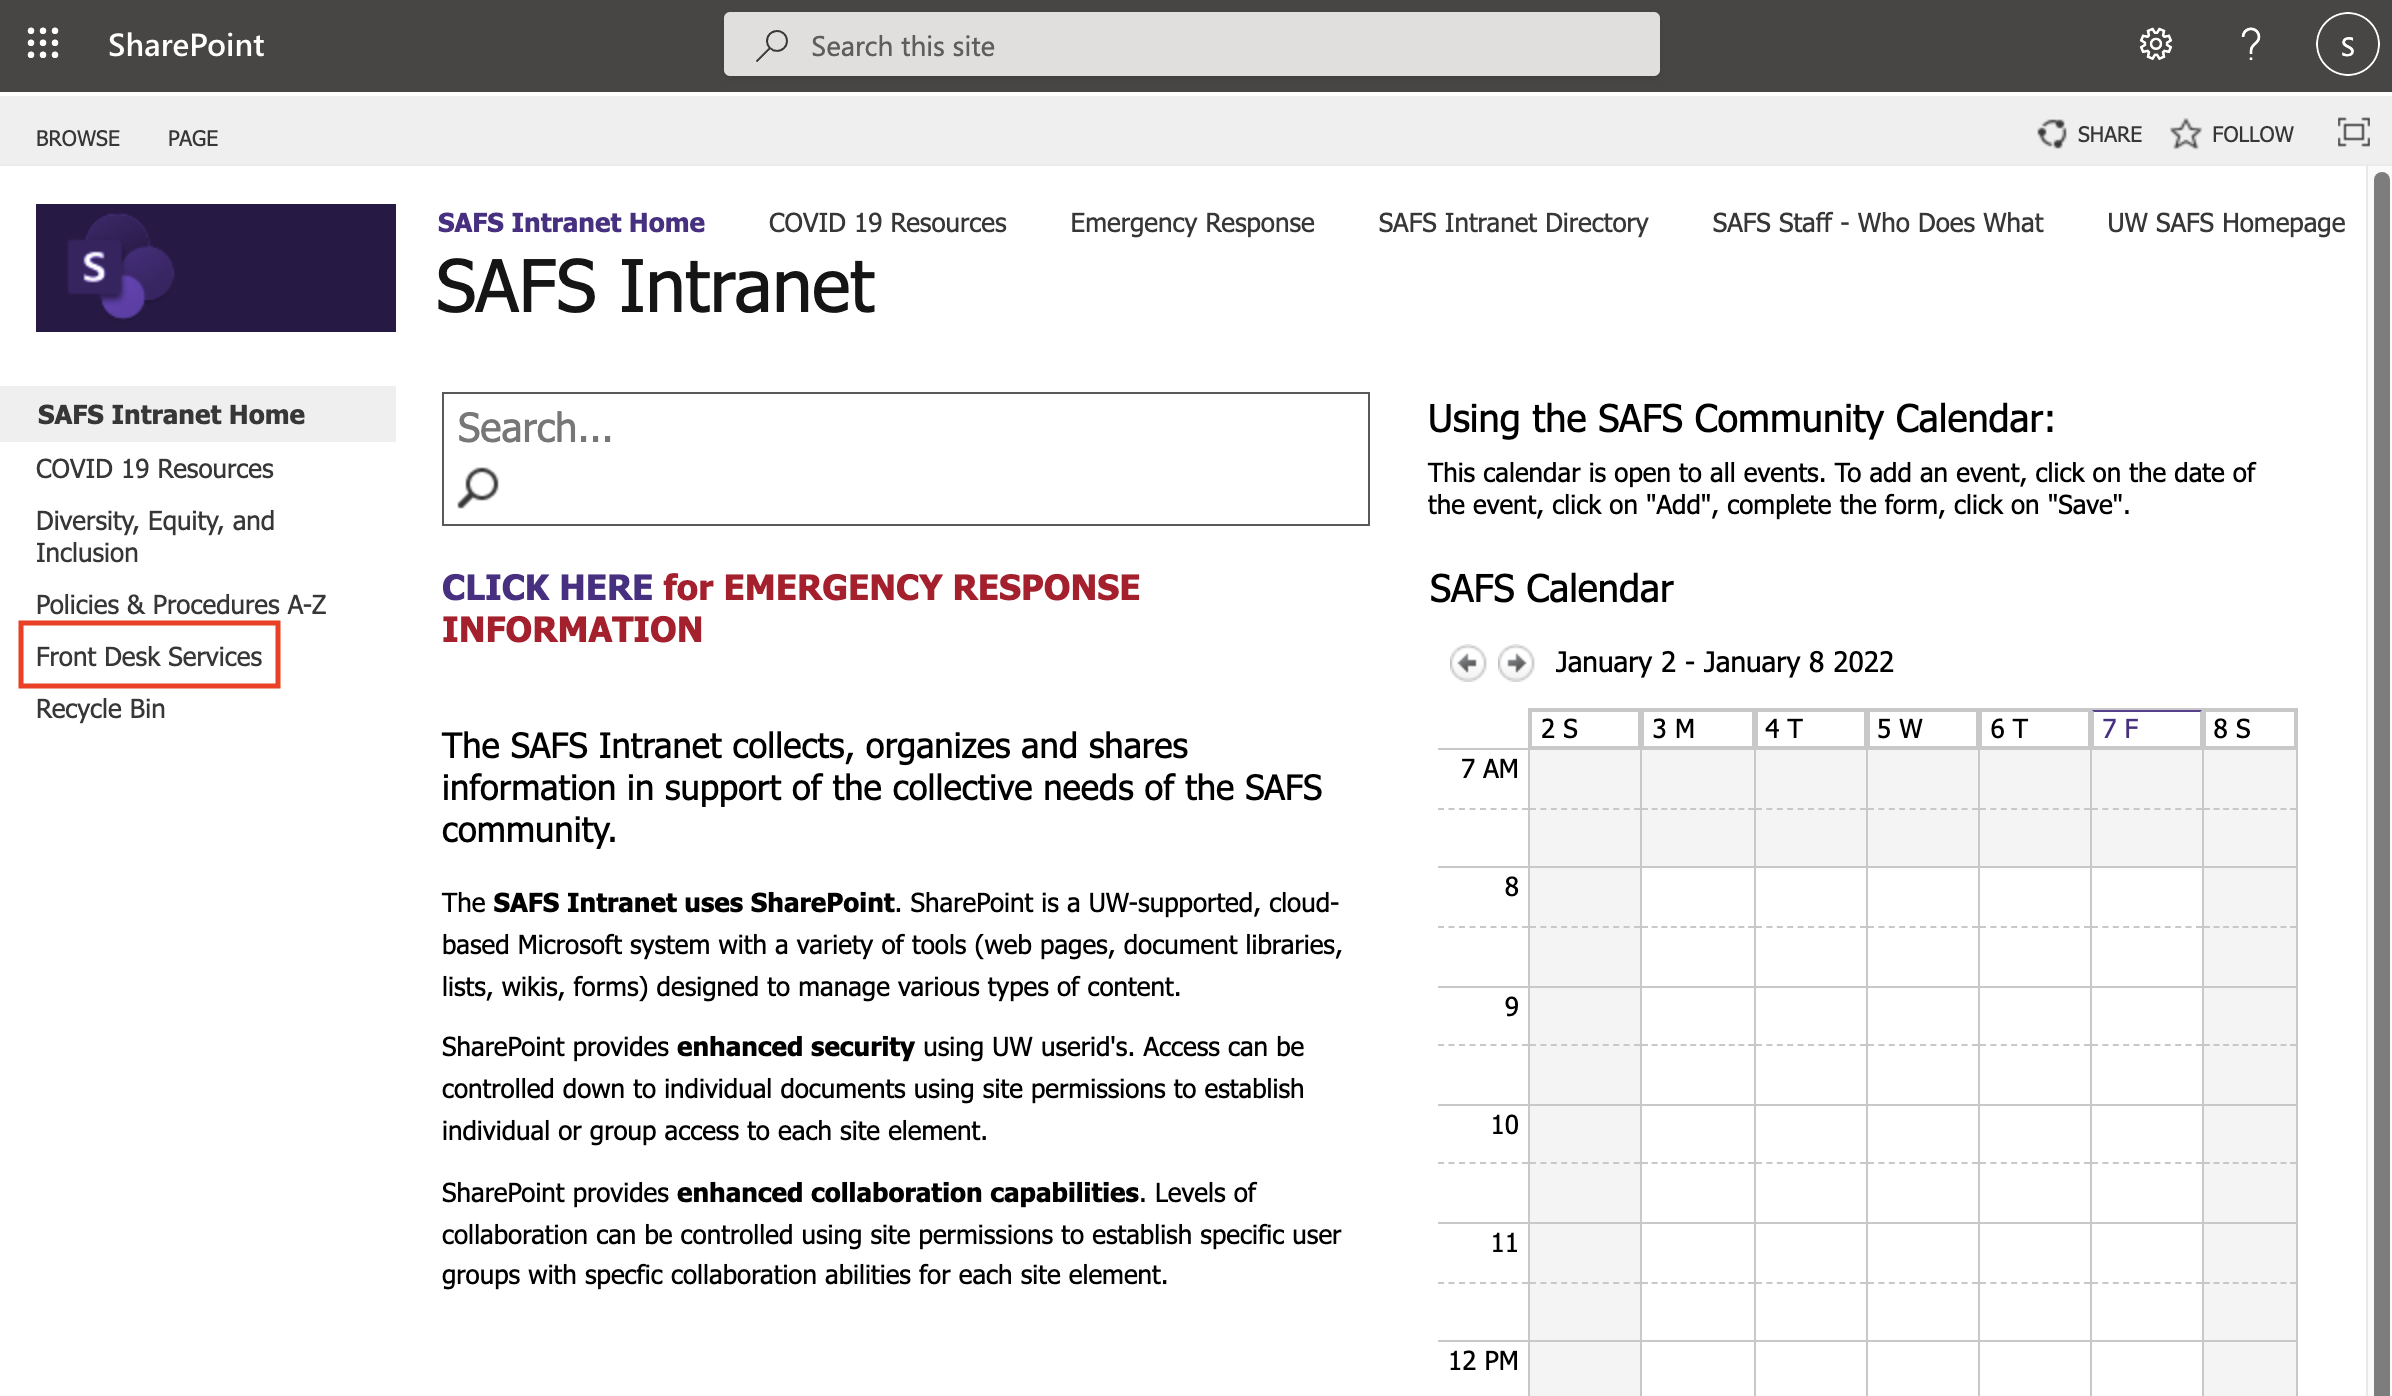 SharePoint
Search this site
S
BROWSE
PAGE
SHARE
FOLLOW
S
SAFS Intranet Home
COVID 19 Resources
Emergency Response
SAFS Intranet Directory
SAFS Staff - Who Does What
UW SAFS Homepage
SAFS Intranet
SAFS Intranet Home
COVID 19 Resources
Diversity, Equity, and
Inclusion
Policies & Procedures A-Z
Front Desk Services
Recycle Bin
Search...
CLICK HERE for EMERGENCY RESPONSE
INFORMATION
The SAFS Intranet collects, organizes and shares
information in support of the collective needs of the SAFS
community.
The SAFS Intranet uses SharePoint. SharePoint is a UW-supported, cloud-
based Microsoft system with a variety of tools (web pages, document libraries,
lists, wikis, forms) designed to manage various types of content.
SharePoint provides enhanced security using UW userid's. Access can be
controlled down to individual documents using site permissions to establish
individual or group access to each site element.
SharePoint provides enhanced collaboration capabilities. Levels of
collaboration can be controlled using site permissions to establish specific user
groups with specfic collaboration abilities for each site element.
Using the SAFS Community Calendar:
This calendar is open to all events. To add an event, click on the date of
the event, click on "Add", complete the form, click on "Save".
SAFS Calendar
January 2 - January 8 2022
2 S 3 M 4 T 5 W 6 T 7 F 8 S
7 AM
8
9
10
11
12 PM